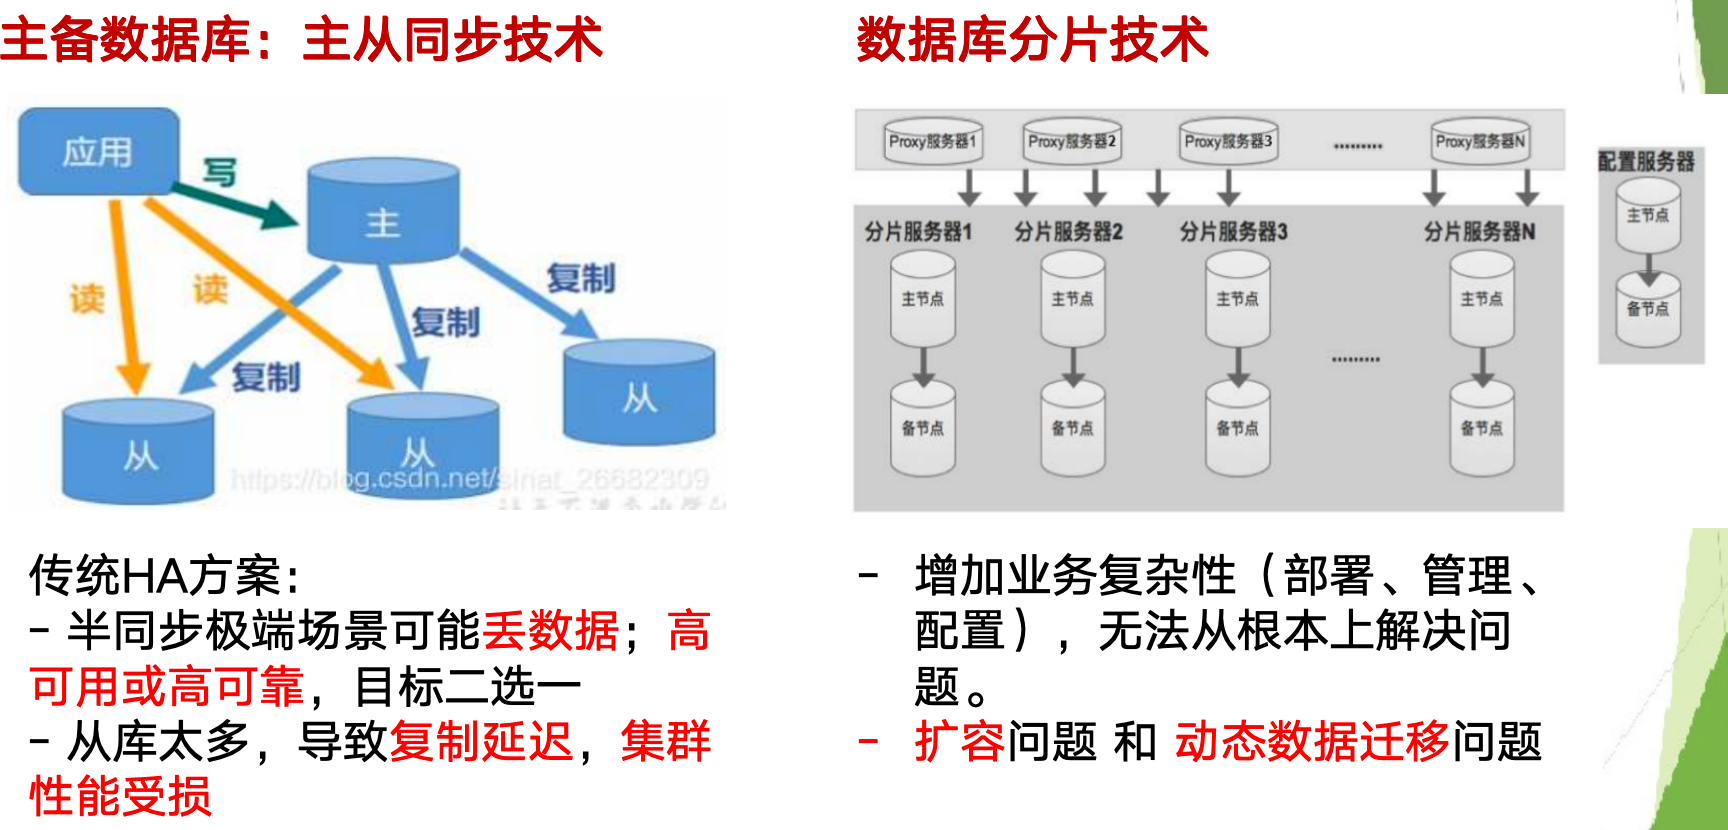 主备数据库：主从同步技术
应用
写
主
读
读
复制
复制
复制
从
从
从
https://blog.csdn.net/sinat_26682309
传统HA方案：
– 半同步极端场景可能丢数据；高
可用或高可靠，目标二选一
– 从库太多，导致复制延迟，集群
性能受损
数据库分片技术
Proxy服务器1 Proxy服务器2 Proxy服务器3 ......... Proxy服务器N
分片服务器1 分片服务器2 分片服务器3 分片服务器N
主节点 主节点 主节点 主节点
.........
备节点 备节点 备节点 备节点
配置服务器
主节点
备节点
– 增加业务复杂性（部署、管理、
配置），无法从根本上解决问
题。
– 扩容问题 和 动态数据迁移问题